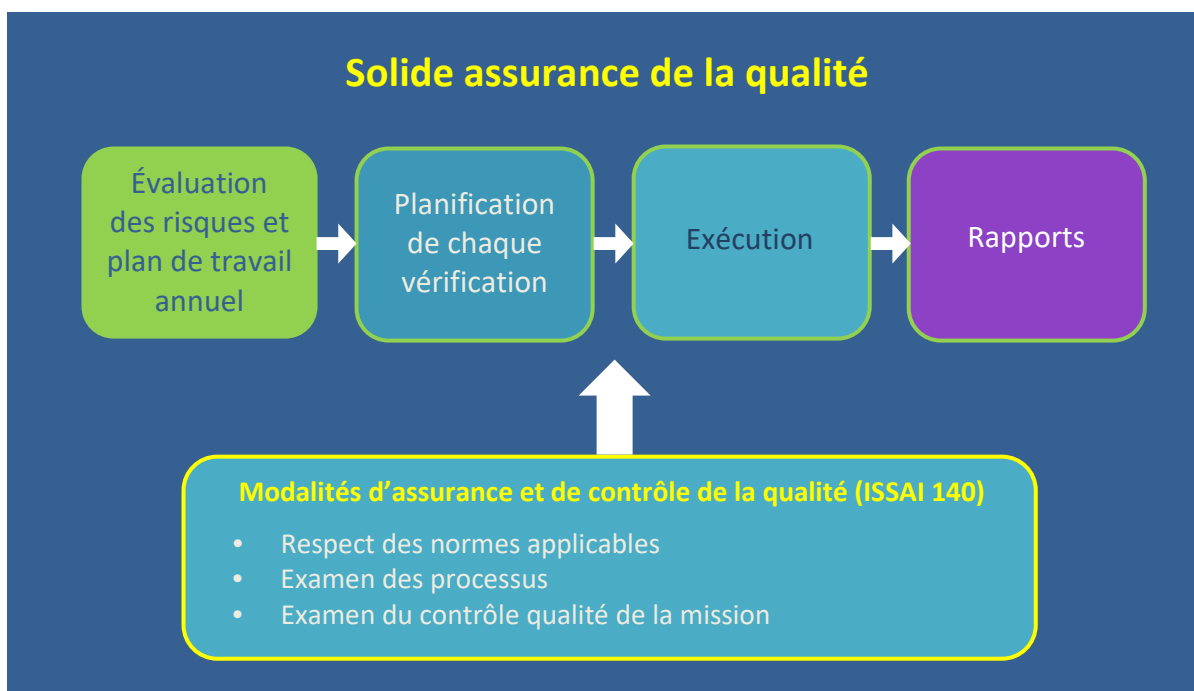 Solide assurance de la qualité
Évaluation
des risques et
plan de travail
annuel
Planification
de chaque
vérification
Exécution
Rapports
Modalités d’assurance et de contrôle de la qualité (ISSAI 140)
• Respect des normes applicables
• Examen des processus
• Examen du contrôle qualité de la mission